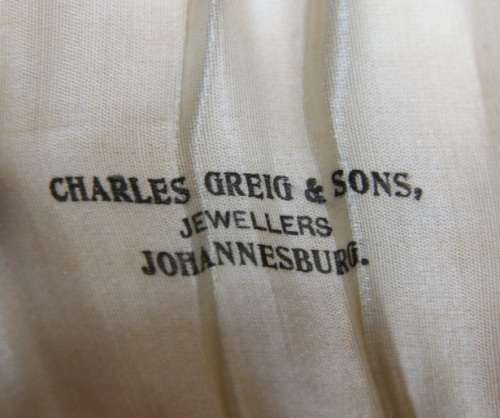 CHARLES GREIG & SONS,
JEWELLERS
JOHANNESBURG.